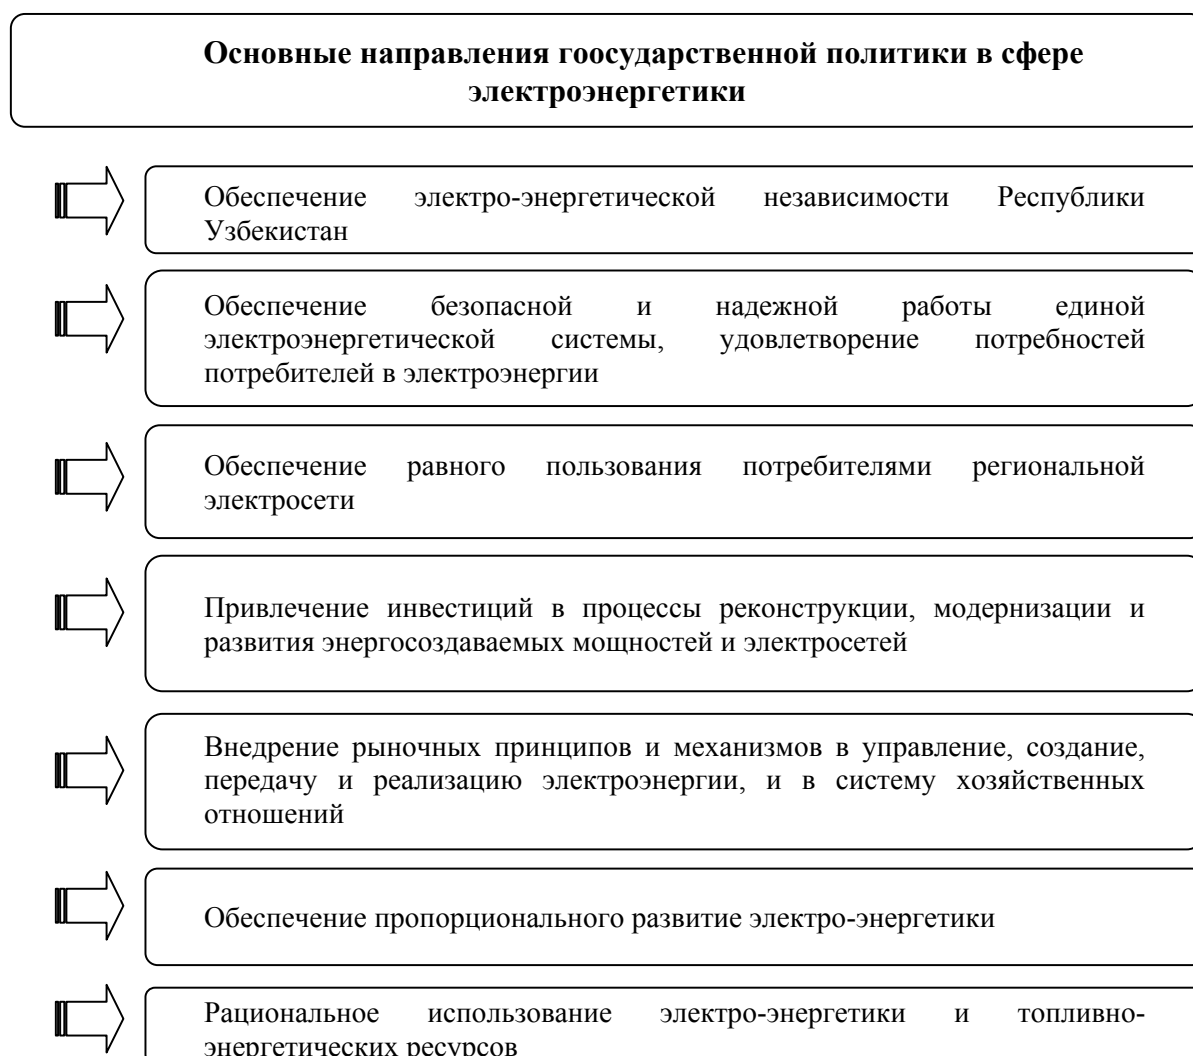 Основные направления гоосударственной политики в сфере
электроэнергетики
Обеспечение электро-энергетической независимости Республики
Узбекистан
Обеспечение безопасной и надежной работы единой
электроэнергетической системы, удовлетворение потребностей
потребителей в электроэнергии
Обеспечение равного пользования потребителями региональной
электросети
Привлечение инвестиций в процессы реконструкции, модернизации и
развития энергосоздаваемых мощностей и электросетей
Внедрение рыночных принципов и механизмов в управление, создание,
передачу и реализацию электроэнергии, и в систему хозяйственных
отношений
Обеспечение пропорционального развитие электро-энергетики
Рациональное использование электро-энергетики и топливно-
энергетических ресурсов